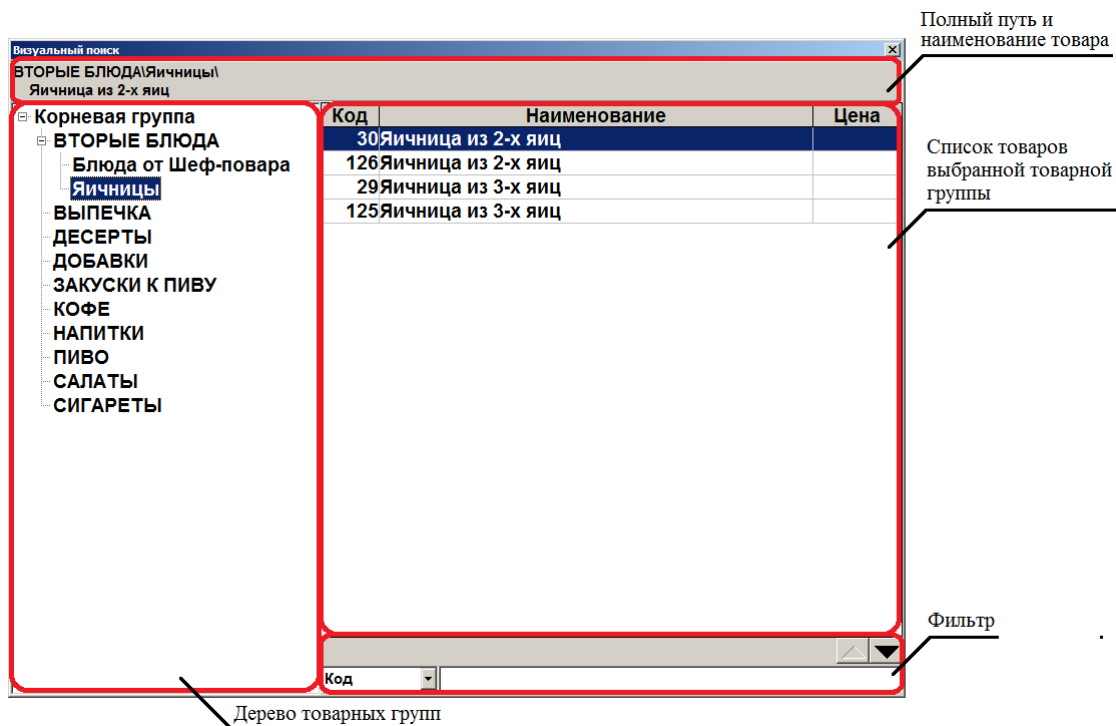 Полный путь и
наименование товара
Визуальный поиск
ВТОРЫЕ БЛЮДА\Яичницы\
Яичница из 2-х яиц
Корневая группа
ВТОРЫЕ БЛЮДА
Блюда от Шеф-повара
Яичницы
ВЫПЕЧКА
ДЕСЕРТЫ
ДОБАВКИ
ЗАКУСКИ К ПИВУ
КОФЕ
НАПИТКИ
ПИВО
САЛАТЫ
СИГАРЕТЫ
Код Наименование Цена
30 Яичница из 2-х яиц
126 Яичница из 2-х яиц
29 Яичница из 3-х яиц
125 Яичница из 3-х яиц
Список товаров
выбранной товарной
группы
Фильтр
Код
Дерево товарных групп